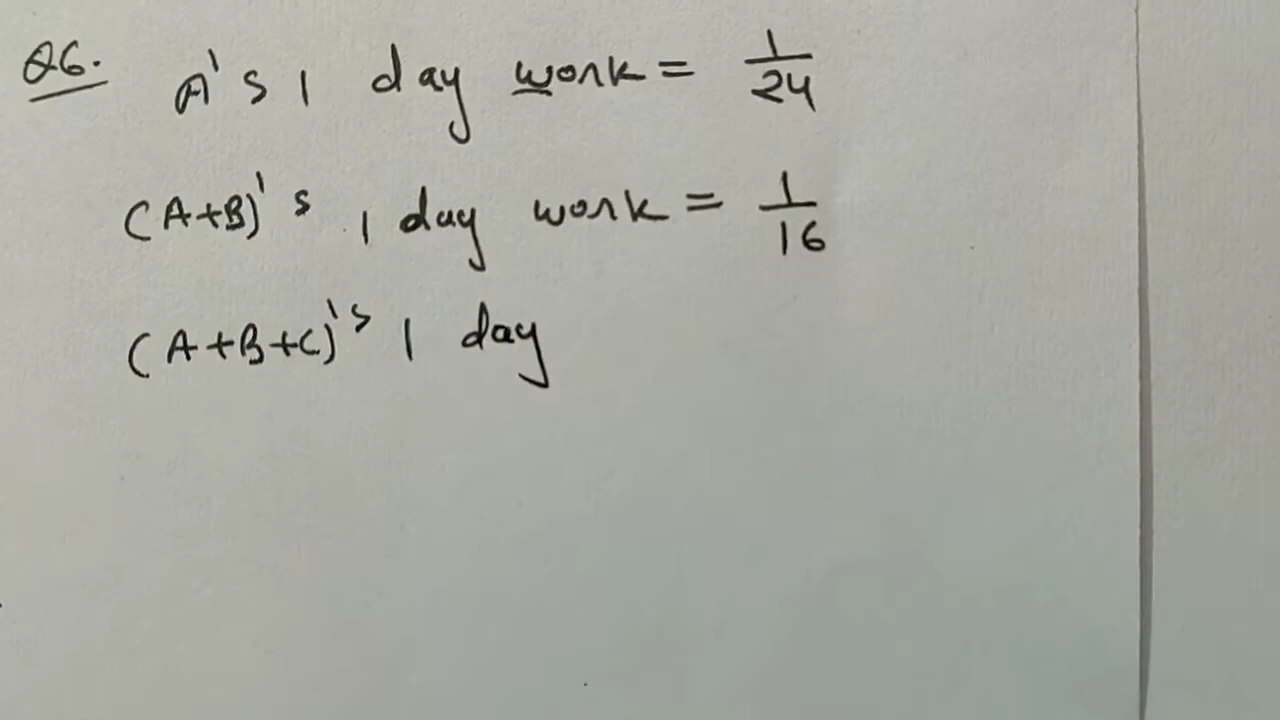 Q6. A's 1 day work = 1/24
(A+B)'s 1 day work = 1/16
(A+B+C)'s 1 day